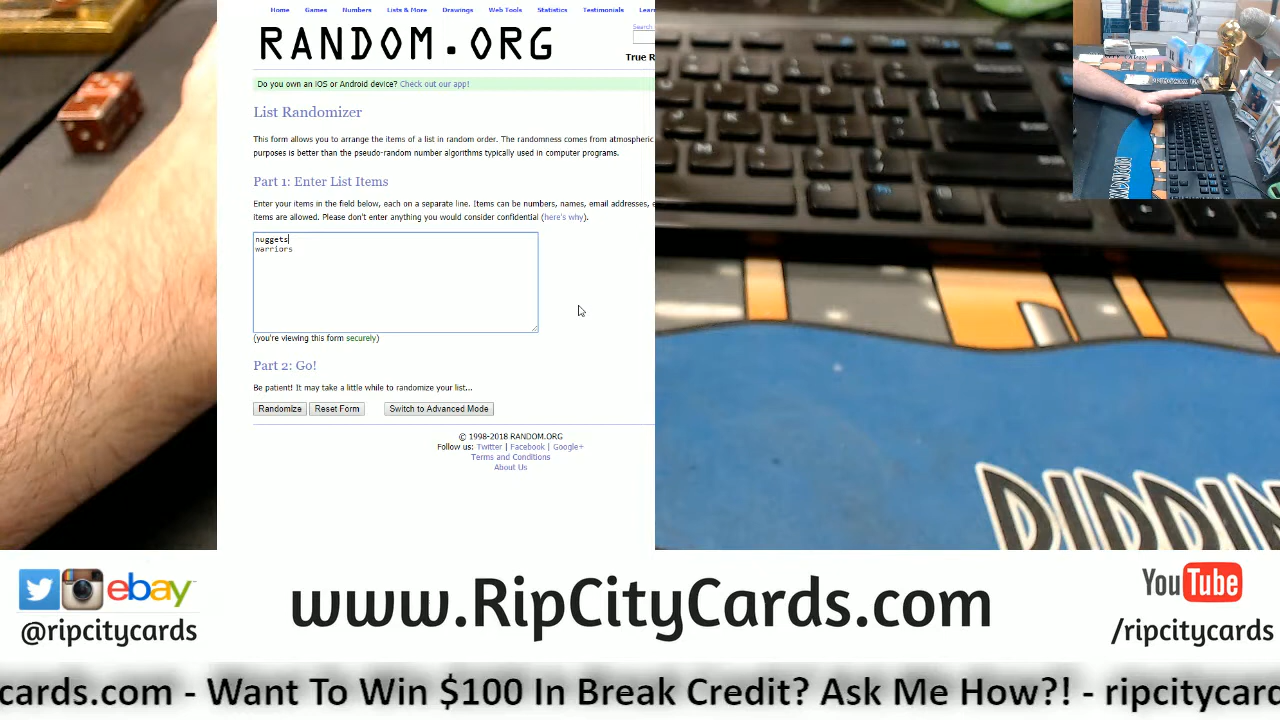 Home Games Numbers Lists & More Drawings Web Tools Statistics Testimonials Lear
RANDOM.ORG
Search
True R
Do you own an iOS or Android device? Check out our app!
List Randomizer
This form allows you to arrange the items of a list in random order. The randomness comes from atmospheric
purposes is better than the pseudo-random number algorithms typically used in computer programs.
Part 1: Enter List Items
Enter your items in the field below, each on a separate line. Items can be numbers, names, email addresses, e
items are allowed. Please don't enter anything you would consider confidential (here's why).
nuggets
warriors
(you're viewing this form securely)
Part 2: Go!
Be patient! It may take a little while to randomize your list...
Randomize Reset Form Switch to Advanced Mode
© 1998-2018 RANDOM.ORG
Follow us: Twitter | Facebook | Google+
Terms and Conditions
About Us
RIPPIN
ebay
@ripcitycards
www.RipCityCards.com
YouTube
/ripcitycards
cards.com - Want To Win $100 In Break Credit? Ask Me How?! - ripcitycard